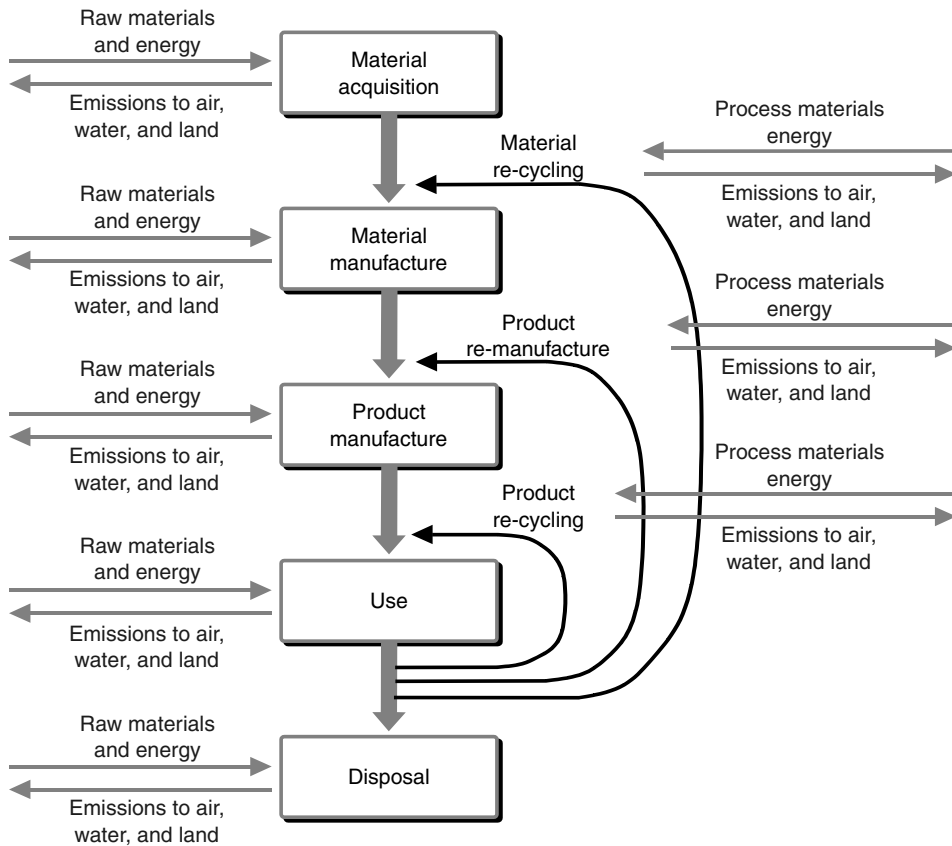 Raw materials
and energy
Emissions to air,
water, and land
Material
acquisition
Process materials
energy
Emissions to air,
water, and land
Material
re-cycling
Raw materials
and energy
Emissions to air,
water, and land
Material
manufacture
Process materials
energy
Emissions to air,
water, and land
Product
re-manufacture
Raw materials
and energy
Emissions to air,
water, and land
Product
manufacture
Process materials
energy
Emissions to air,
water, and land
Product
re-cycling
Raw materials
and energy
Emissions to air,
water, and land
Use
Raw materials
and energy
Emissions to air,
water, and land
Disposal